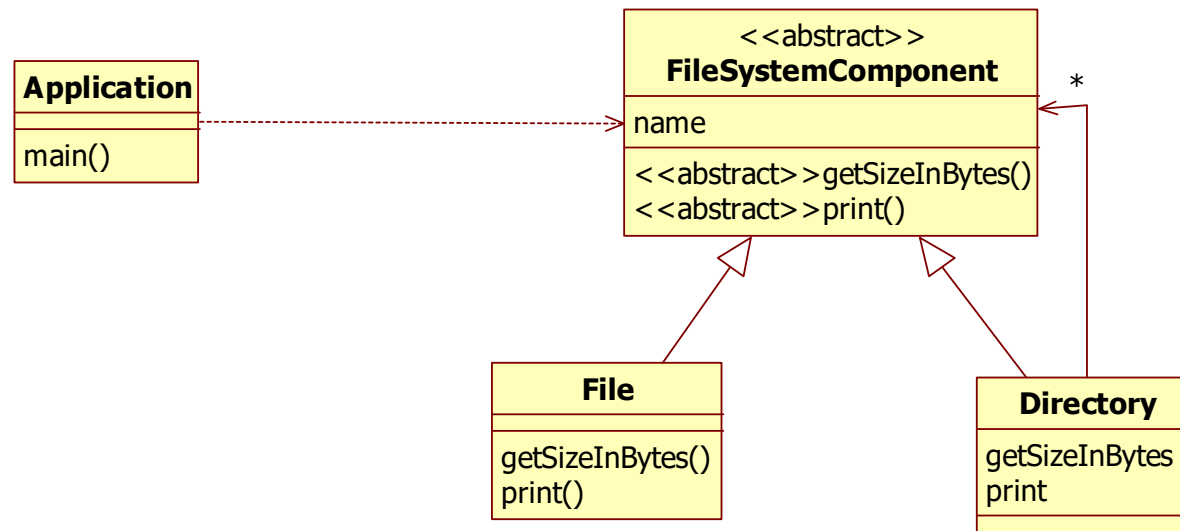 <<abstract>>
FileSystemComponent
name
<<abstract>>getSizeInBytes()
<<abstract>>print()
Application
main()
*
File
getSizeInBytes()
print()
Directory
getSizeInBytes
print